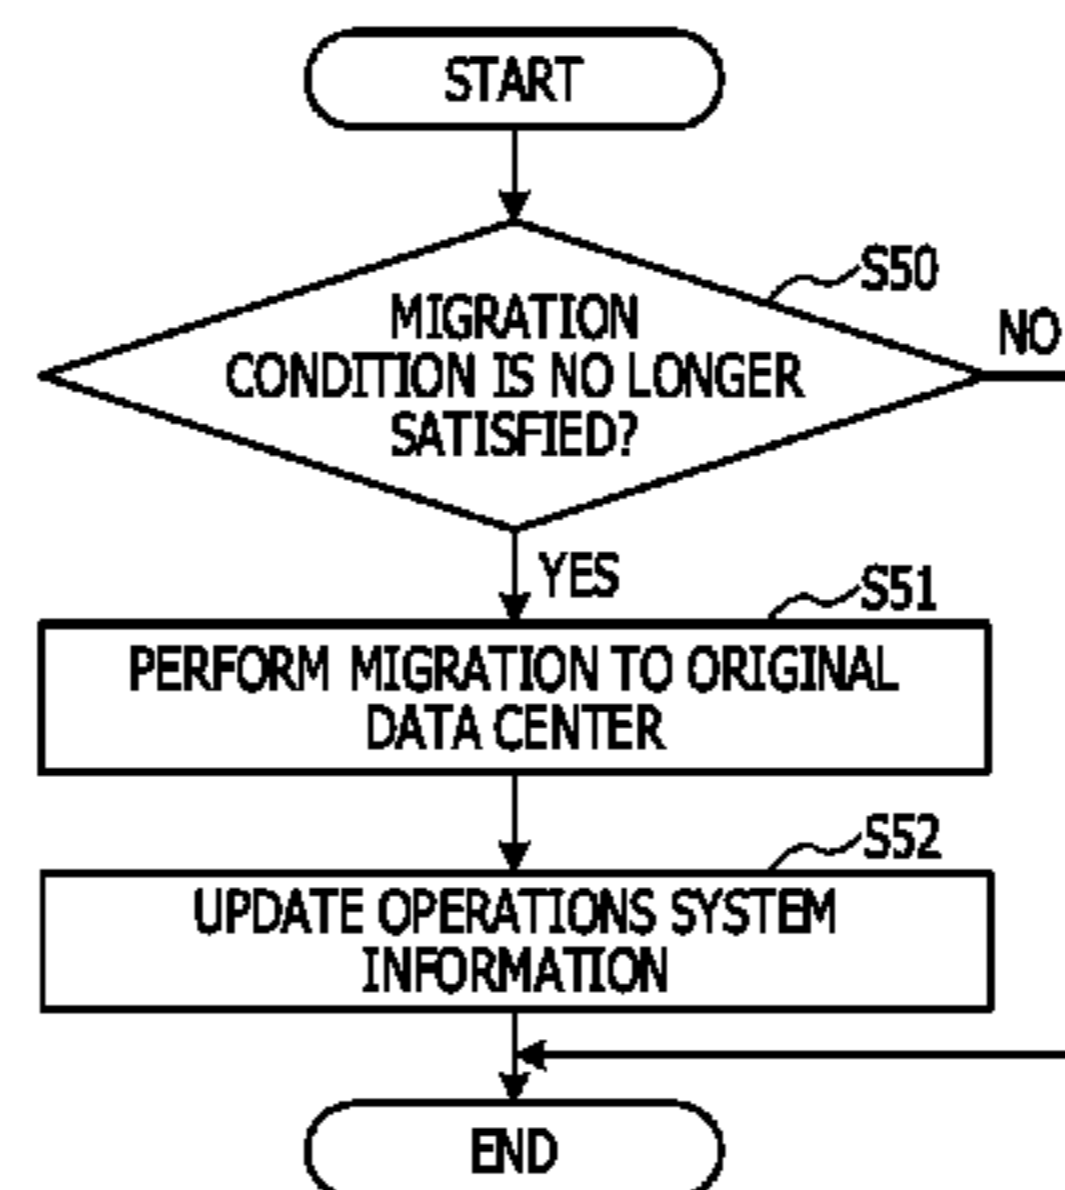 START
S50
MIGRATION
CONDITION IS NO LONGER
SATISFIED?
NO
YES
S51
PERFORM MIGRATION TO ORIGINAL
DATA CENTER
S52
UPDATE OPERATIONS SYSTEM
INFORMATION
END